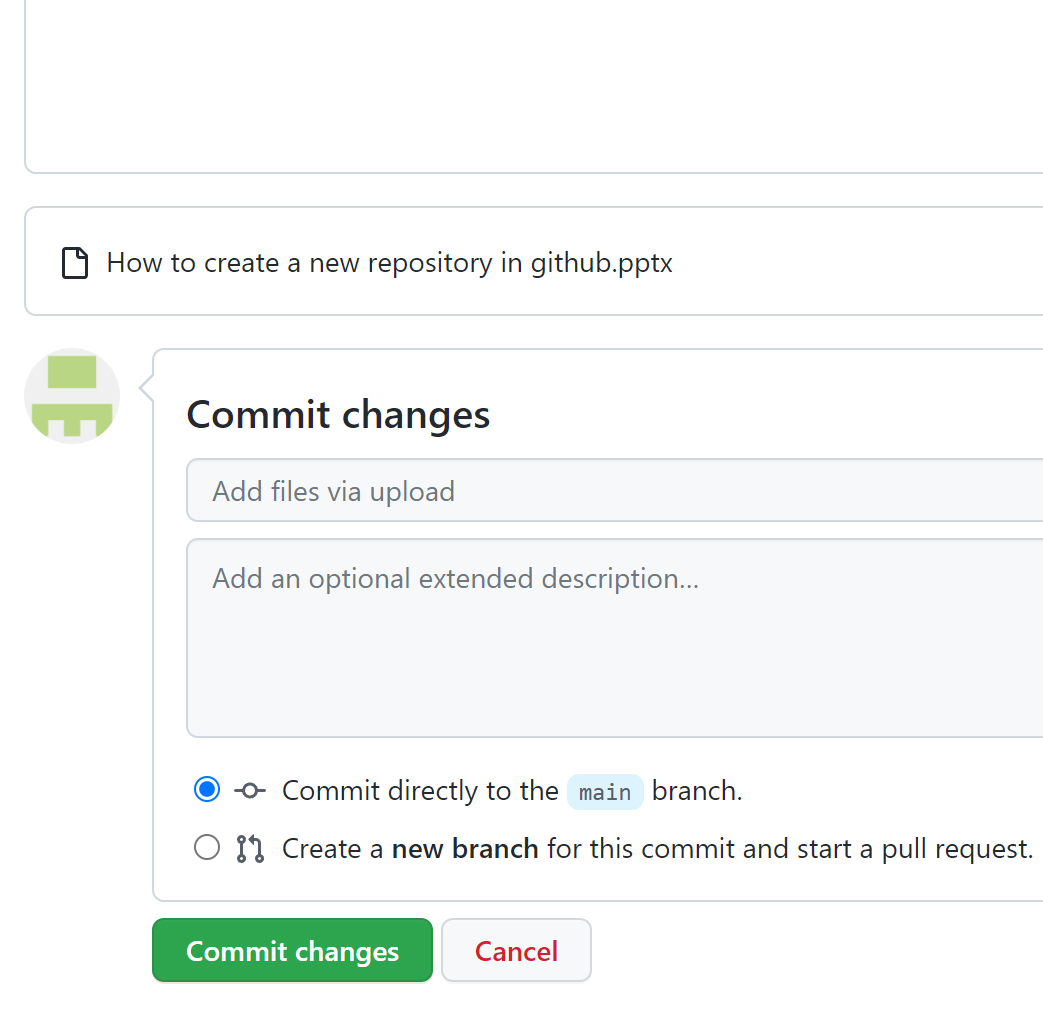 How to create a new repository in github.pptx
Commit changes
Add files via upload
Add an optional extended description...
Commit directly to the main branch.
Create a new branch for this commit and start a pull request.
Commit changes
Cancel